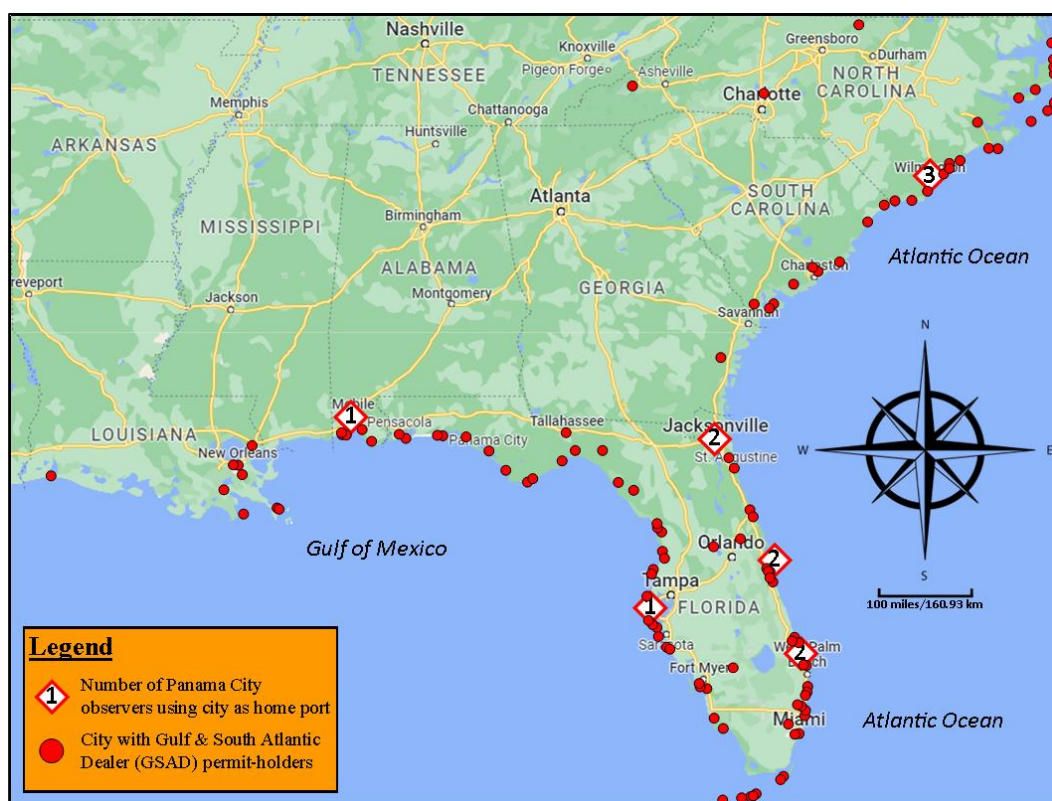 Nashville
Knoxville
Greensboro
Durham
Pigeon Forge
Asheville
TENNESSEE
NORTH
CAROLINA
Memphis
Chattanooga
Charlotte
Huntsville
ARKANSAS
Wilmington
Atlanta
SOUTH
CAROLINA
MISSISSIPPI
Birmingham
Atlantic Ocean
Charleston
ALABAMA
GEORGIA
reveport
Jackson
Montgomery
Savannah
N
Mobile
1
Pensacola
Tallahassee
Jacksonville
2
3
LOUISIANA
Panama City
New Orleans
St. Augustine
W
E
Gulf of Mexico
Orlando
2
S
Tampa
1
FLORIDA
100 miles/160.93 km
Sarasota
2
West Palm
Beach
Fort Myers
Miami
Atlantic Ocean
Legend
1
Number of Panama City
observers using city as home port
City with Gulf & South Atlantic
Dealer (GSAD) permit-holders